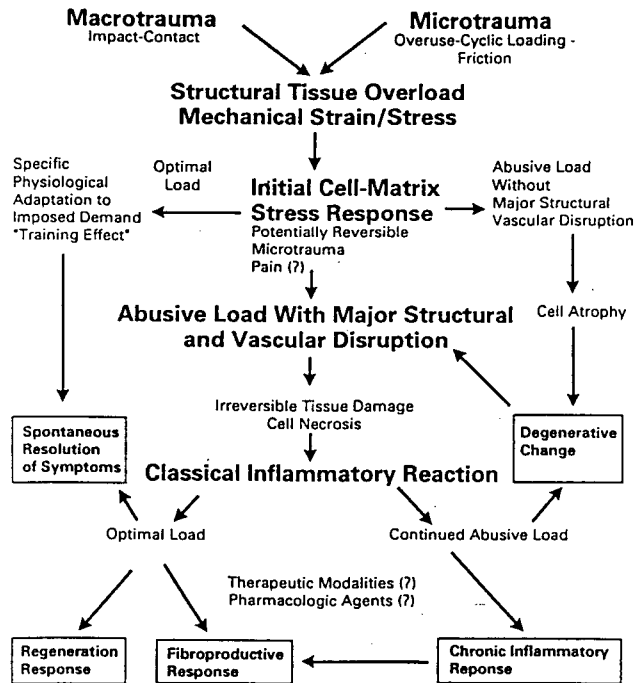 Macrotrauma
Impact-Contact
Microtrauma
Overuse-Cyclic Loading -
Friction
Structural Tissue Overload
Mechanical Strain/Stress
Specific
Physiological
Adaptation to
Imposed Demand
"Training Effect"
Optimal
Load
Initial Cell-Matrix
Stress Response
Potentially Reversible
Microtrauma
Pain (?)
Abusive Load
Without
Major Structural
Vascular Disruption
Abusive Load With Major Structural
and Vascular Disruption
Cell Atrophy
Irreversible Tissue Damage
Cell Necrosis
Spontaneous
Resolution
of Symptoms
Degenerative
Change
Classical Inflammatory Reaction
Optimal Load
Continued Abusive Load
Therapeutic Modalities (?)
Pharmacologic Agents (?)
Regeneration
Response
Fibroproductive
Response
Chronic Inflammatory
Reponse